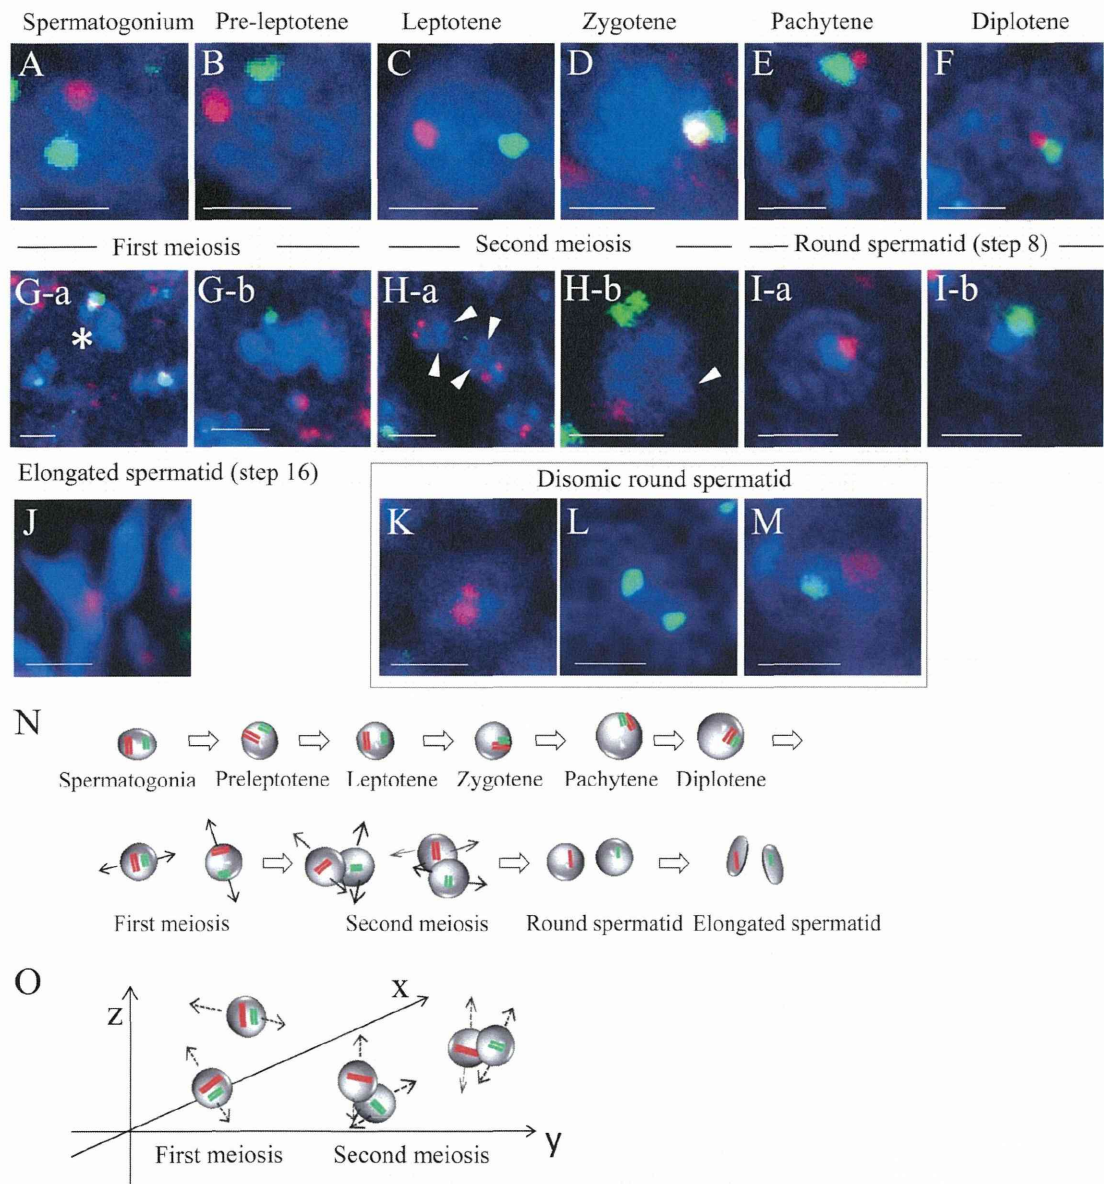 Spermatogonium Pre-leptotene Leptotene Zygotene Pachytene Diplotene
A B C D E F
First meiosis Second meiosis Round spermatid (step 8)
G-a G-b H-a H-b I-a I-b
*
Elongated spermatid (step 16) Disomic round spermatid
J K L M
N
Spermatogonia Preleptotene Leptotene Zygotene Pachytene Diplotene
First meiosis Second meiosis Round spermatid Elongated spermatid
O
z x
y
First meiosis Second meiosis